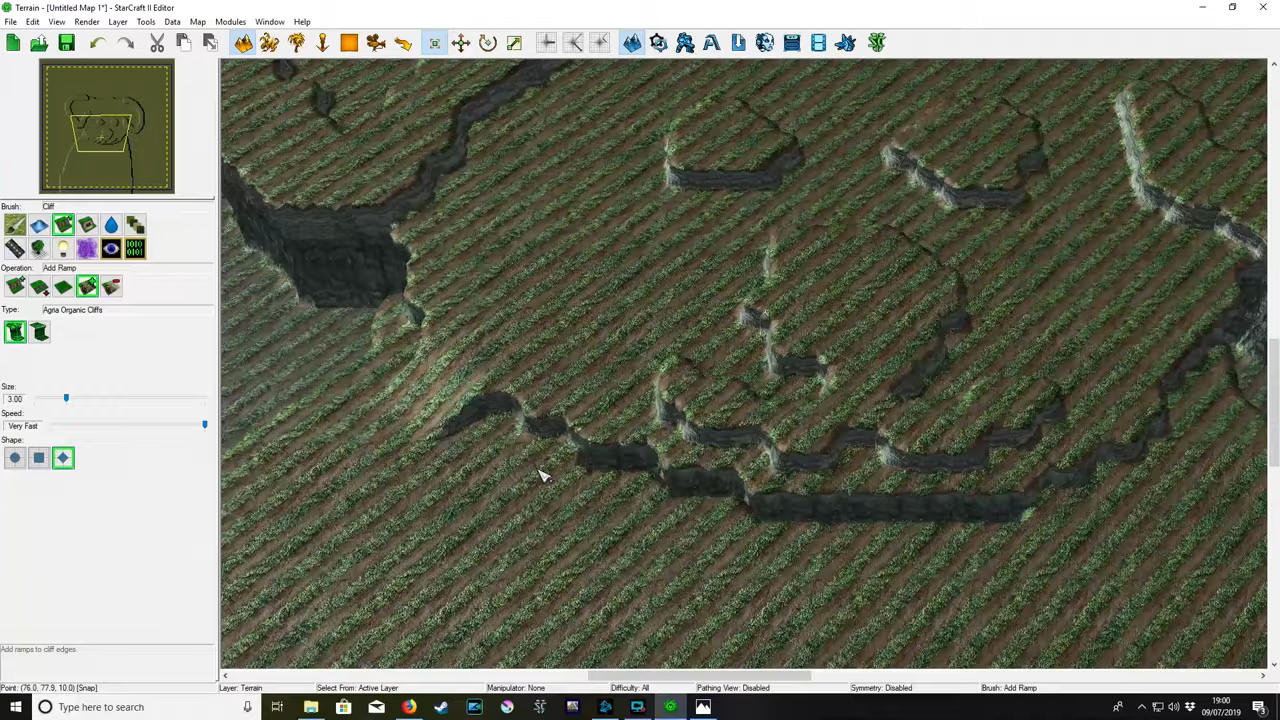 Terrain - [Untitled Map 1*] - StarCraft II Editor
File Edit View Render Layer Tools Data Map Modules Window Help
Brush: Cliff
Operation: Add Ramp
Type: Agria Organic Cliffs
Size:
3.00
Speed:
Very Fast
Shape:
Add ramps to cliff edges.
Point: (76.0, 77.9, 10.0) [Snap] Layer: Terrain Select From: Active Layer Manipulator: None Difficulty: All Pathing View: Disabled Symmetry: Disabled Brush: Add Ramp
Type here to search
19:00
09/07/2019